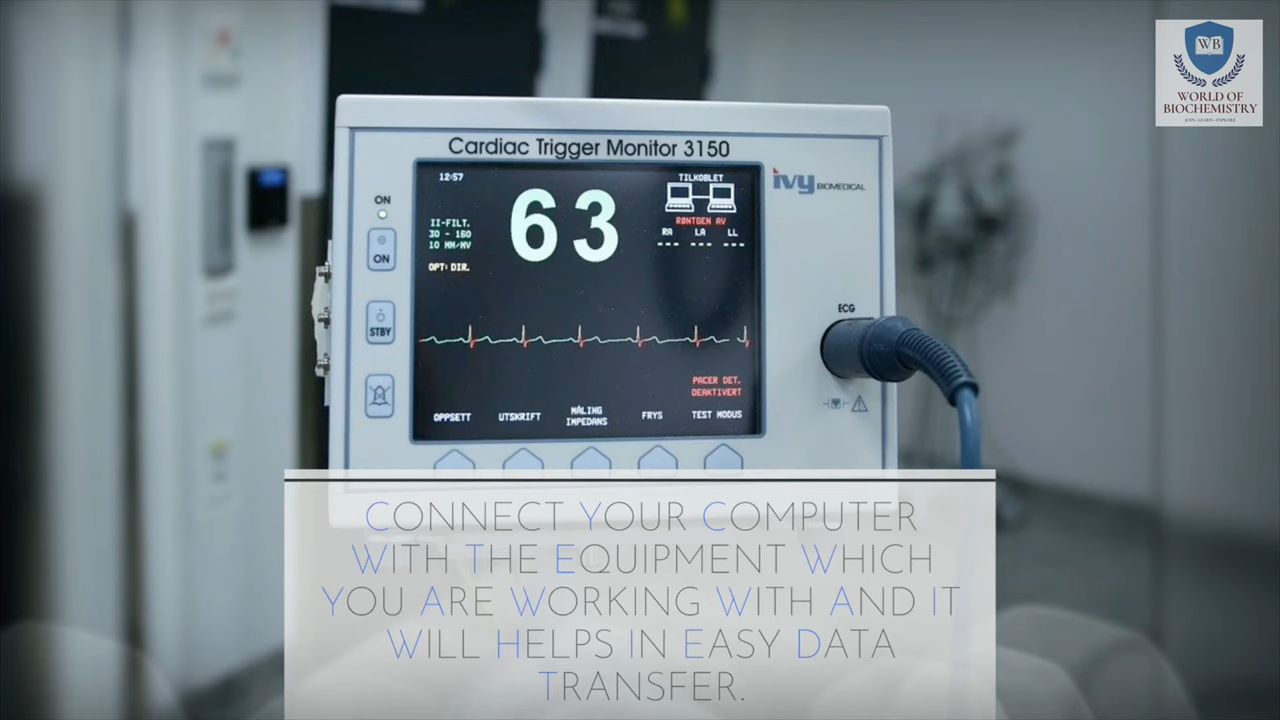 WB
WORLD OF
BIOCHEMISTRY
JOIN - LEARN - EXPLORE
Cardiac Trigger Monitor 3150
ivy BIOMEDICAL
12:57
TILKOBLET
63
RØNTGEN AV
RA LA LL
--- --- ---
II-FILT.
30 - 160
10 MM/MV
OPT: DIR.
ON
ON
STBY
ECG
PACER DET.
DEAKTIVERT
OPPSETT UTSKRIFT MÅLING IMPEDANS FRYS TEST MODUS
CONNECT YOUR COMPUTER
WITH THE EQUIPMENT WHICH
YOU ARE WORKING WITH AND IT
WILL HELPS IN EASY DATA
TRANSFER.